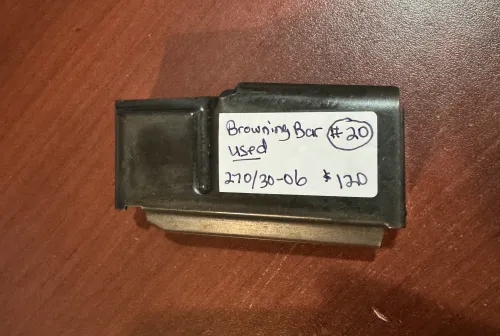 Browning Bar #20
used
270/30-06 $120